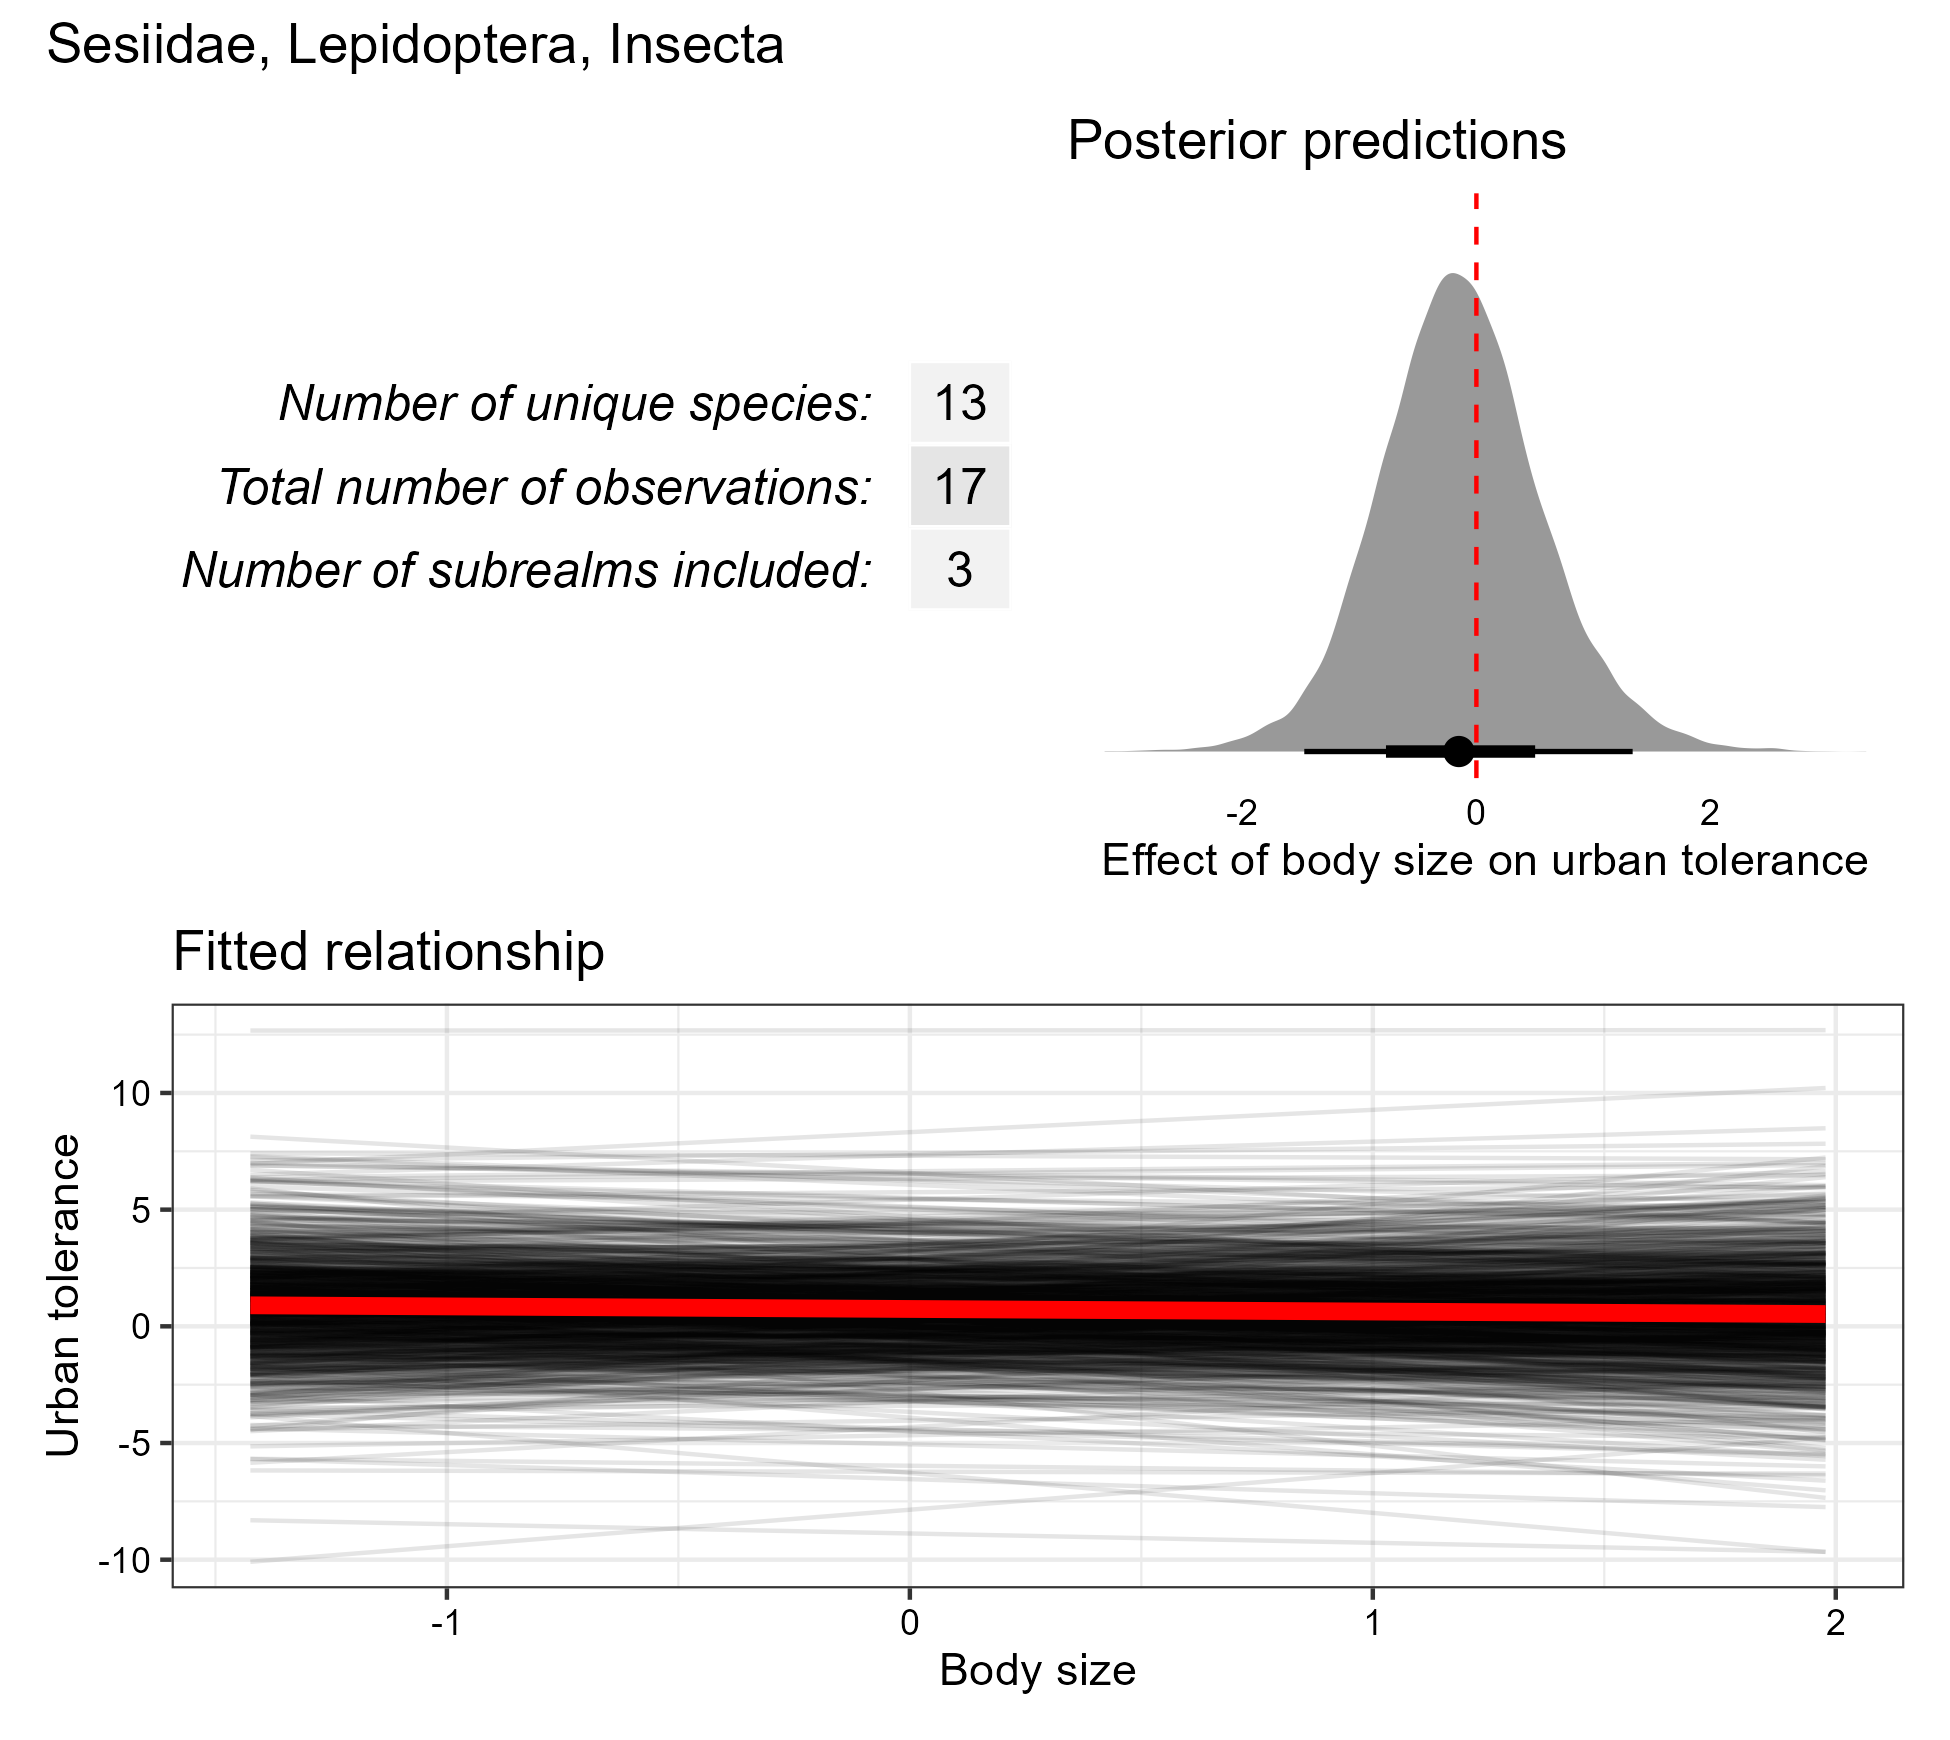 Sesiidae, Lepidoptera, Insecta
Posterior predictions
Number of unique species: 13
Total number of observations: 17
Number of subrealms included: 3
-2 0 2
Effect of body size on urban tolerance
Fitted relationship
Urban tolerance
10
5
0
-5
-10
-1 0 1 2
Body size